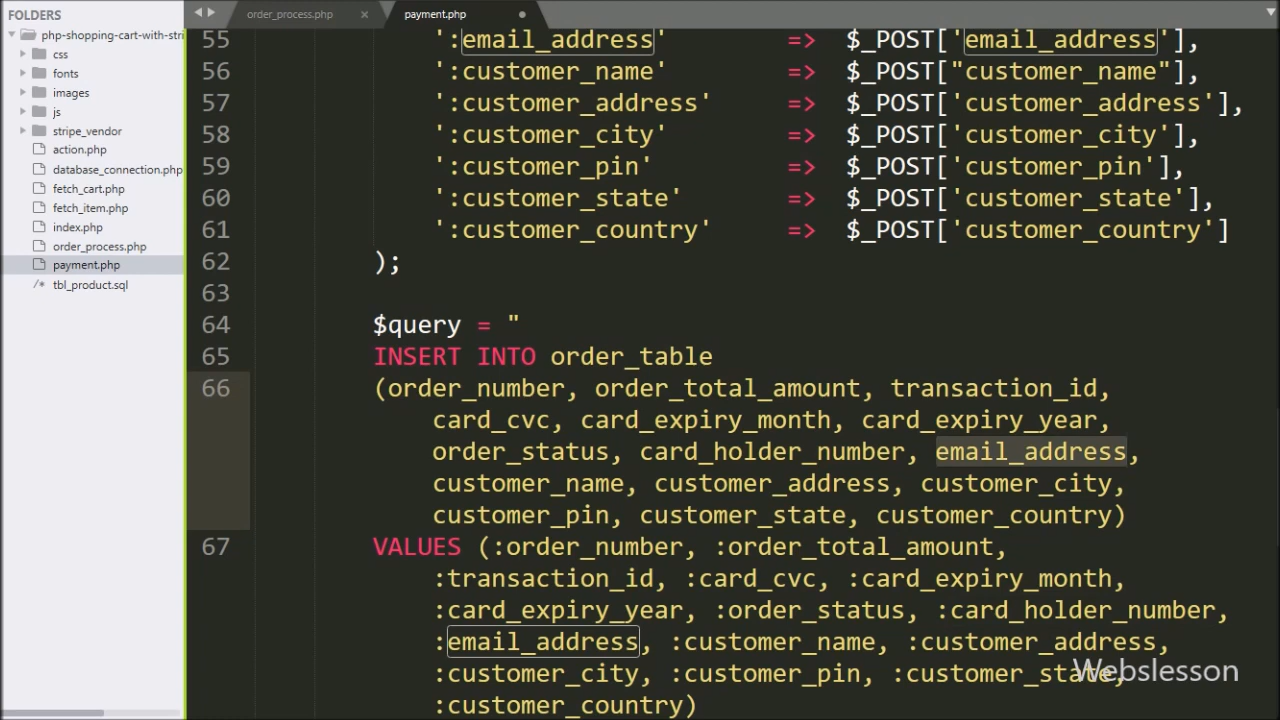 FOLDERS
php-shopping-cart-with-stri
css
fonts
images
js
stripe_vendor
action.php
database_connection.php
fetch_cart.php
fetch_item.php
index.php
order_process.php
payment.php
/* tbl_product.sql
order_process.php × payment.php
55 ':email_address' => $_POST['email_address'],
56 ':customer_name' => $_POST["customer_name"],
57 ':customer_address' => $_POST['customer_address'],
58 ':customer_city' => $_POST['customer_city'],
59 ':customer_pin' => $_POST['customer_pin'],
60 ':customer_state' => $_POST['customer_state'],
61 ':customer_country' => $_POST['customer_country']
62 );
63
64 $query = "
65 INSERT INTO order_table
66 (order_number, order_total_amount, transaction_id,
card_cvc, card_expiry_month, card_expiry_year,
order_status, card_holder_number, email_address,
customer_name, customer_address, customer_city,
customer_pin, customer_state, customer_country)
67 VALUES (:order_number, :order_total_amount,
:transaction_id, :card_cvc, :card_expiry_month,
:card_expiry_year, :order_status, :card_holder_number,
:email_address, :customer_name, :customer_address,
:customer_city, :customer_pin, :customer_state,
:customer_country)
Webslesson